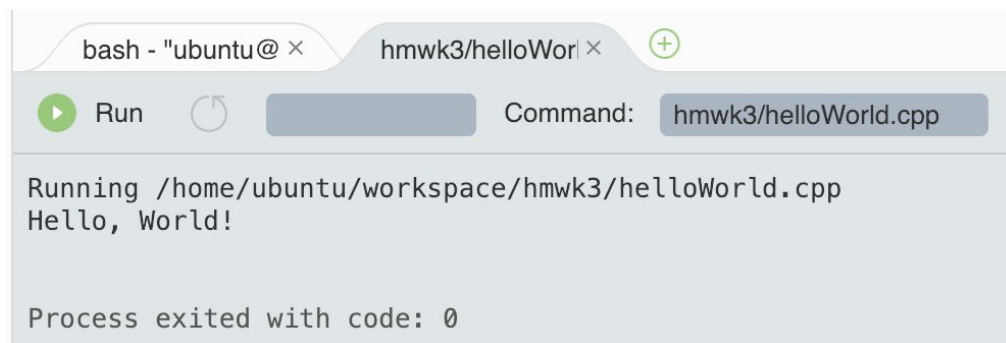 bash - "ubuntu@ × hmwk3/helloWor ×
Run Command: hmwk3/helloWorld.cpp
Running /home/ubuntu/workspace/hmwk3/helloWorld.cpp
Hello, World!
Process exited with code: 0